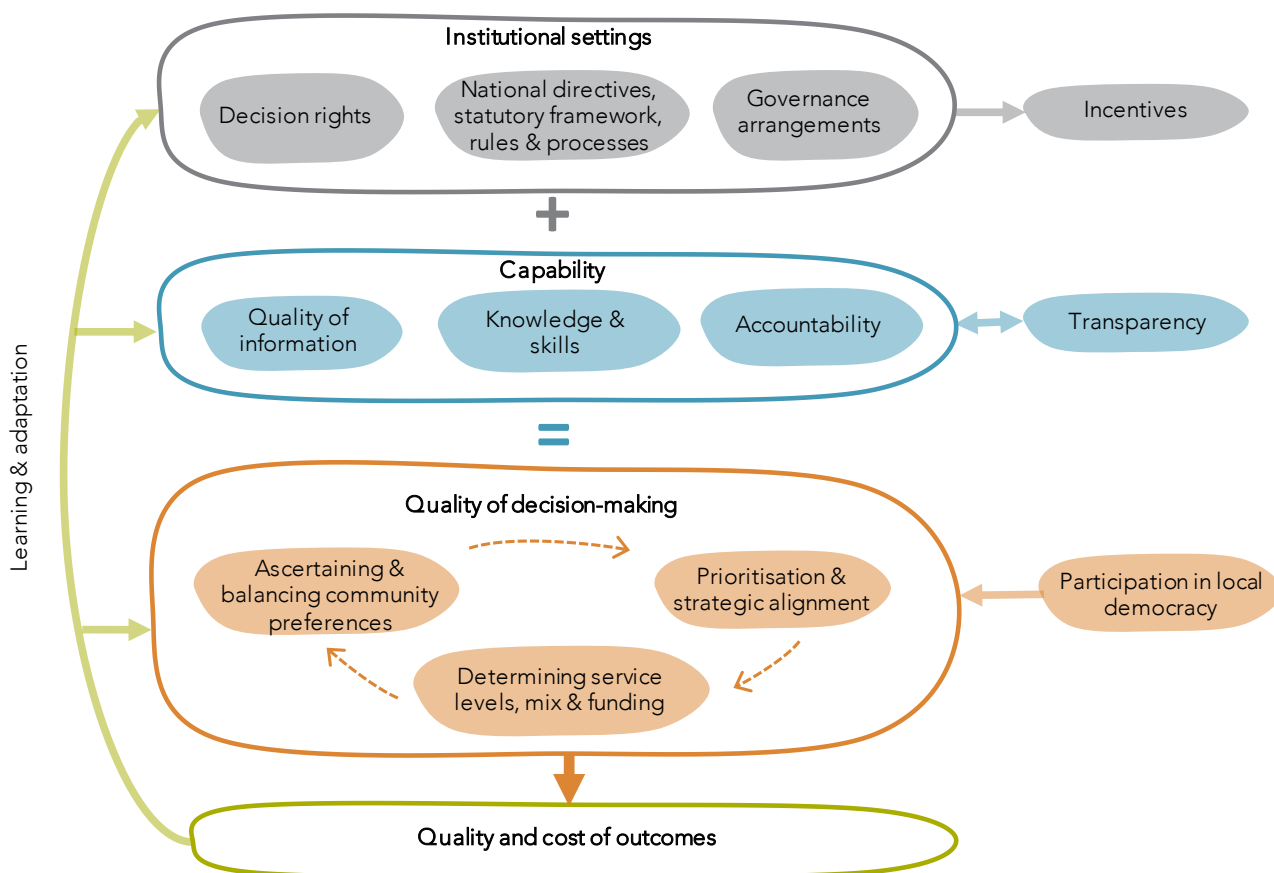 Institutional settings
Decision rights
National directives,
statutory framework,
rules & processes
Governance
arrangements
Incentives
+
Capability
Quality of
information
Knowledge &
skills
Accountability
Transparency
=
Learning & adaptation
Quality of decision-making
Ascertaining &
balancing community
preferences
Prioritisation &
strategic alignment
Participation in local
democracy
Determining service
levels, mix & funding
Quality and cost of outcomes